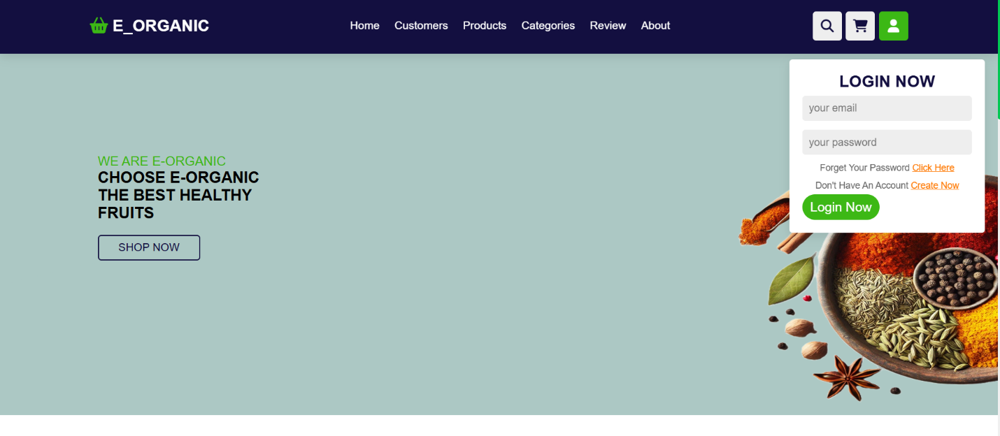 E_ORGANIC
Home Customers Products Categories Review About
LOGIN NOW
your email
your password
Forget Your Password Click Here
Don't Have An Account Create Now
Login Now
WE ARE E-ORGANIC
CHOOSE E-ORGANIC
THE BEST HEALTHY
FRUITS
SHOP NOW